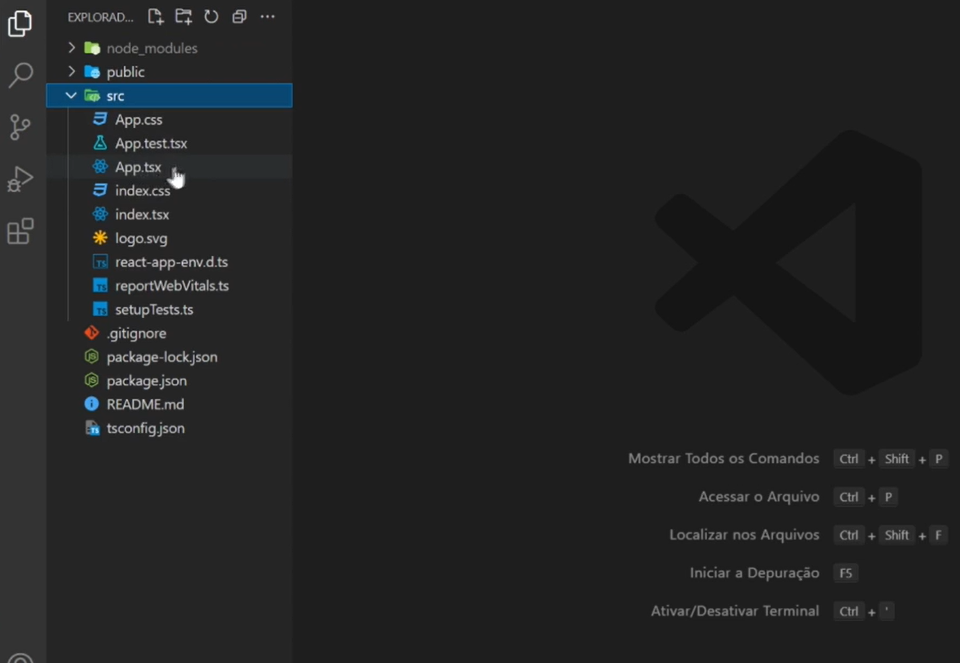 EXPLORAD...
node_modules
public
src
App.css
App.test.tsx
App.tsx
index.css
index.tsx
logo.svg
react-app-env.d.ts
reportWebVitals.ts
setupTests.ts
.gitignore
package-lock.json
package.json
README.md
tsconfig.json
Mostrar Todos os Comandos Ctrl + Shift + P
Acessar o Arquivo Ctrl + P
Localizar nos Arquivos Ctrl + Shift + F
Iniciar a Depuração F5
Ativar/Desativar Terminal Ctrl + '